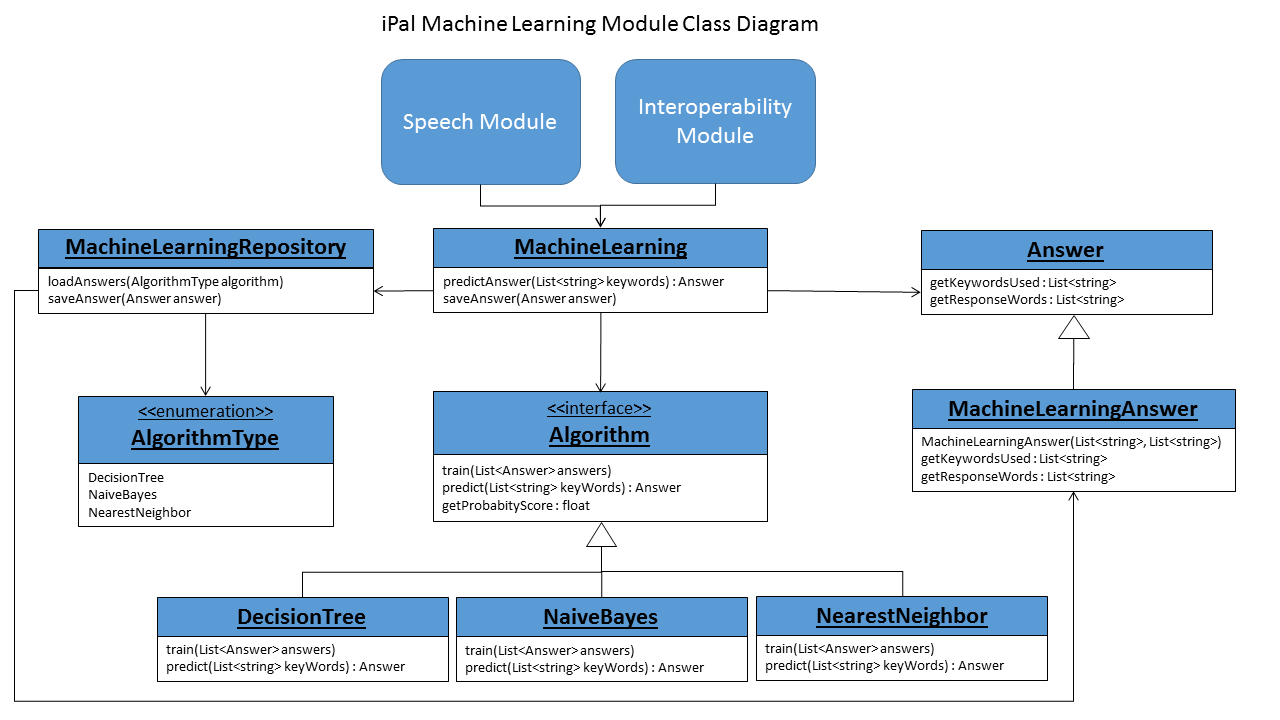 iPal Machine Learning Module Class Diagram
Speech Module
Interoperability
Module
MachineLearningRepository
loadAnswers(AlgorithmType algorithm)
saveAnswer(Answer answer)
MachineLearning
predictAnswer(List<string> keywords) : Answer
saveAnswer(Answer answer)
Answer
getKeywordsUsed : List<string>
getResponseWords : List<string>
<<enumeration>>
AlgorithmType
DecisionTree
NaiveBayes
NearestNeighbor
<<interface>>
Algorithm
train(List<Answer> answers)
predict(List<string> keyWords) : Answer
getProbabityScore : float
MachineLearningAnswer
MachineLearningAnswer(List<string>, List<string>)
getKeywordsUsed : List<string>
getResponseWords : List<string>
DecisionTree
train(List<Answer> answers)
predict(List<string> keyWords) : Answer
NaiveBayes
train(List<Answer> answers)
predict(List<string> keyWords) : Answer
NearestNeighbor
train(List<Answer> answers)
predict(List<string> keyWords) : Answer